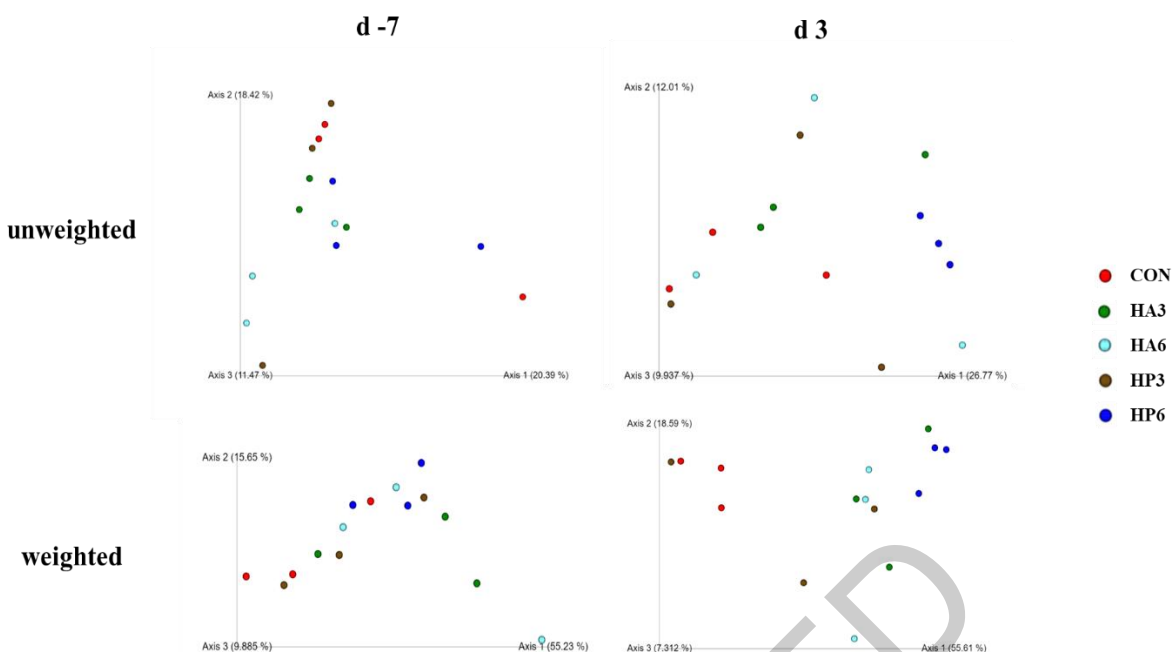 d -7
d 3
unweighted
Axis 2 (18.42 %)
Axis 3 (11.47 %)
Axis 1 (20.39 %)
Axis 2 (12.01 %)
Axis 3 (9.937 %)
Axis 1 (26.77 %)
CON
HA3
HA6
HP3
HP6
weighted
Axis 2 (15.65 %)
Axis 3 (9.885 %)
Axis 1 (55.23 %)
Axis 2 (18.59 %)
Axis 3 (7.312 %)
Axis 1 (55.61 %)